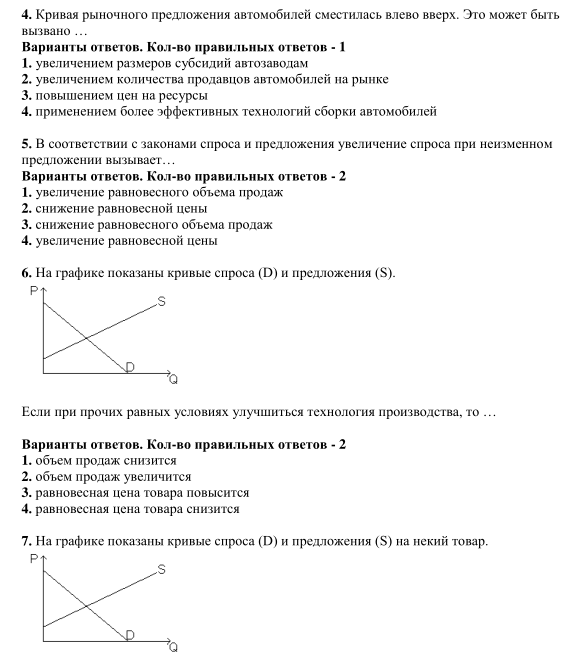 4. Кривая рыночного предложения автомобилей сместилась влево вверх. Это может быть
вызвано …
Варианты ответов. Кол-во правильных ответов - 1
1. увеличением размеров субсидий автозаводам
2. увеличением количества продавцов автомобилей на рынке
3. повышением цен на ресурсы
4. применением более эффективных технологий сборки автомобилей
5. В соответствии с законами спроса и предложения увеличение спроса при неизменном
предложении вызывает…
Варианты ответов. Кол-во правильных ответов - 2
1. увеличение равновесного объема продаж
2. снижение равновесной цены
3. снижение равновесного объема продаж
4. увеличение равновесной цены
6. На графике показаны кривые спроса (D) и предложения (S).
P
S
D
Q
Если при прочих равных условиях улучшиться технология производства, то …
Варианты ответов. Кол-во правильных ответов - 2
1. объем продаж снизится
2. объем продаж увеличится
3. равновесная цена товара повысится
4. равновесная цена товара снизится
7. На графике показаны кривые спроса (D) и предложения (S) на некий товар.
P
S
D
Q